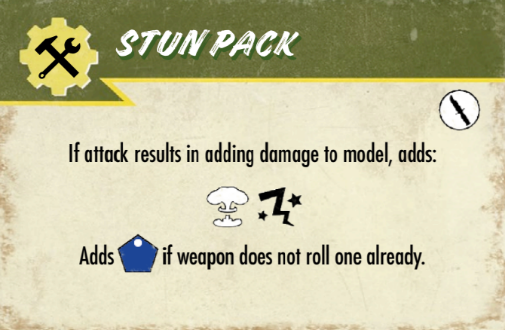 STUN PACK
If attack results in adding damage to model, adds:
Adds if weapon does not roll one already.